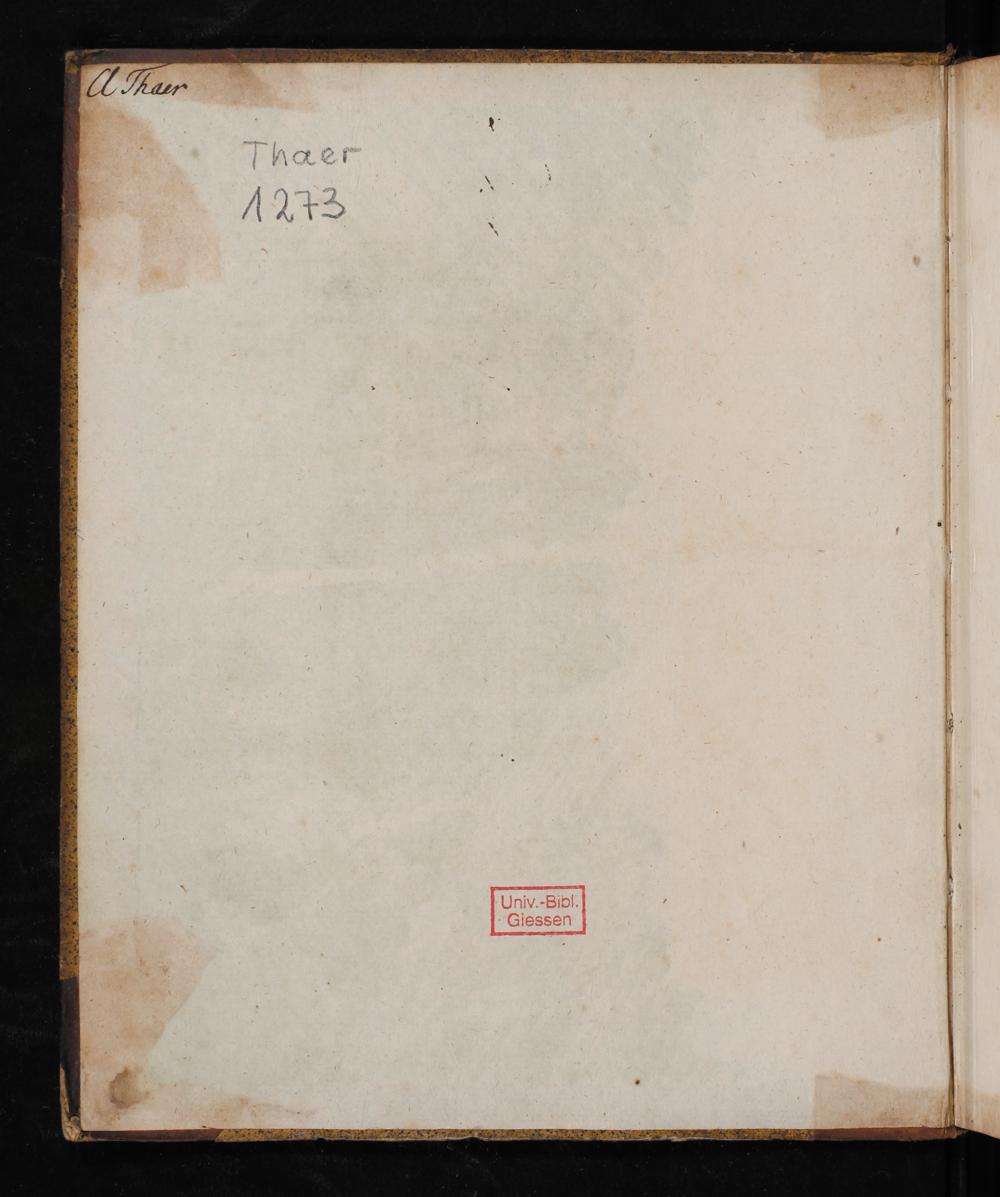 A Thaer
Thaer
1273
Univ.-Bibl.
Giessen